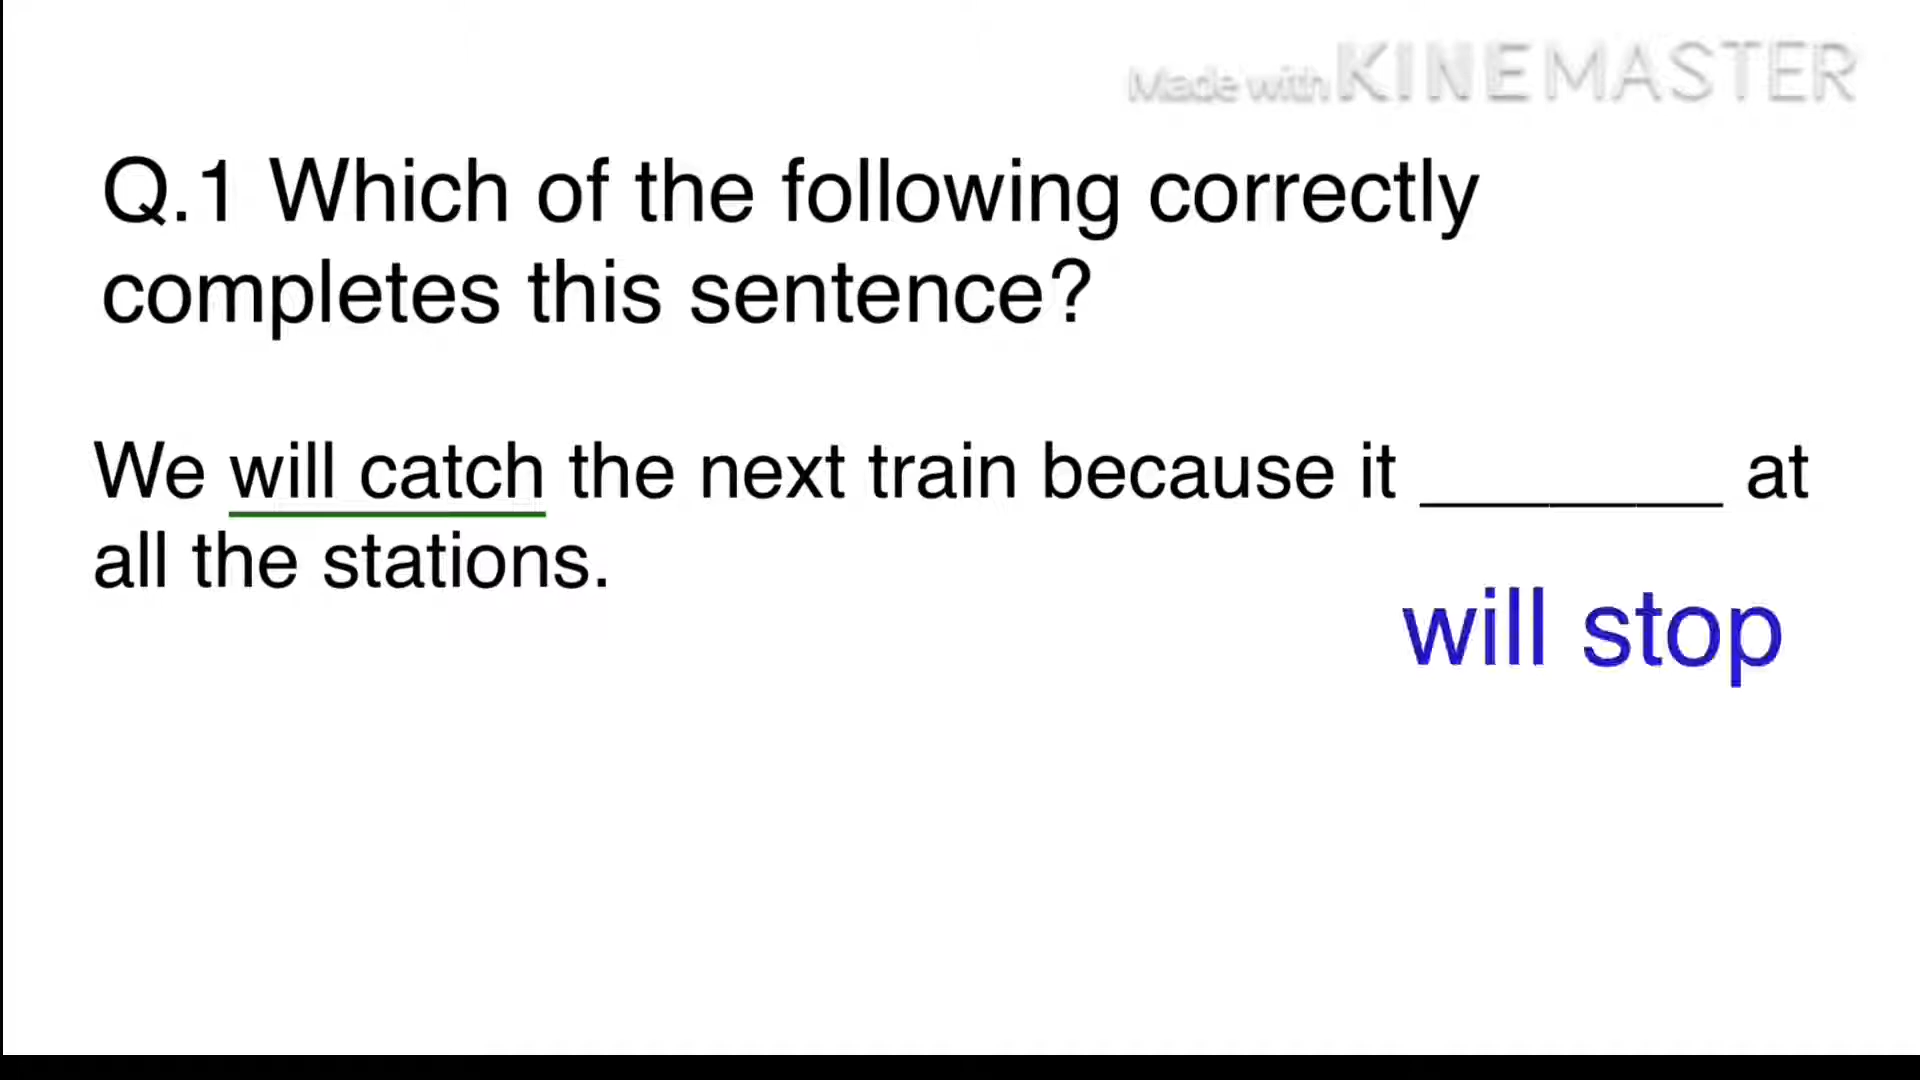 Made with KINEMASTER
Q.1 Which of the following correctly
completes this sentence?
We will catch the next train because it ________ at
all the stations.
will stop